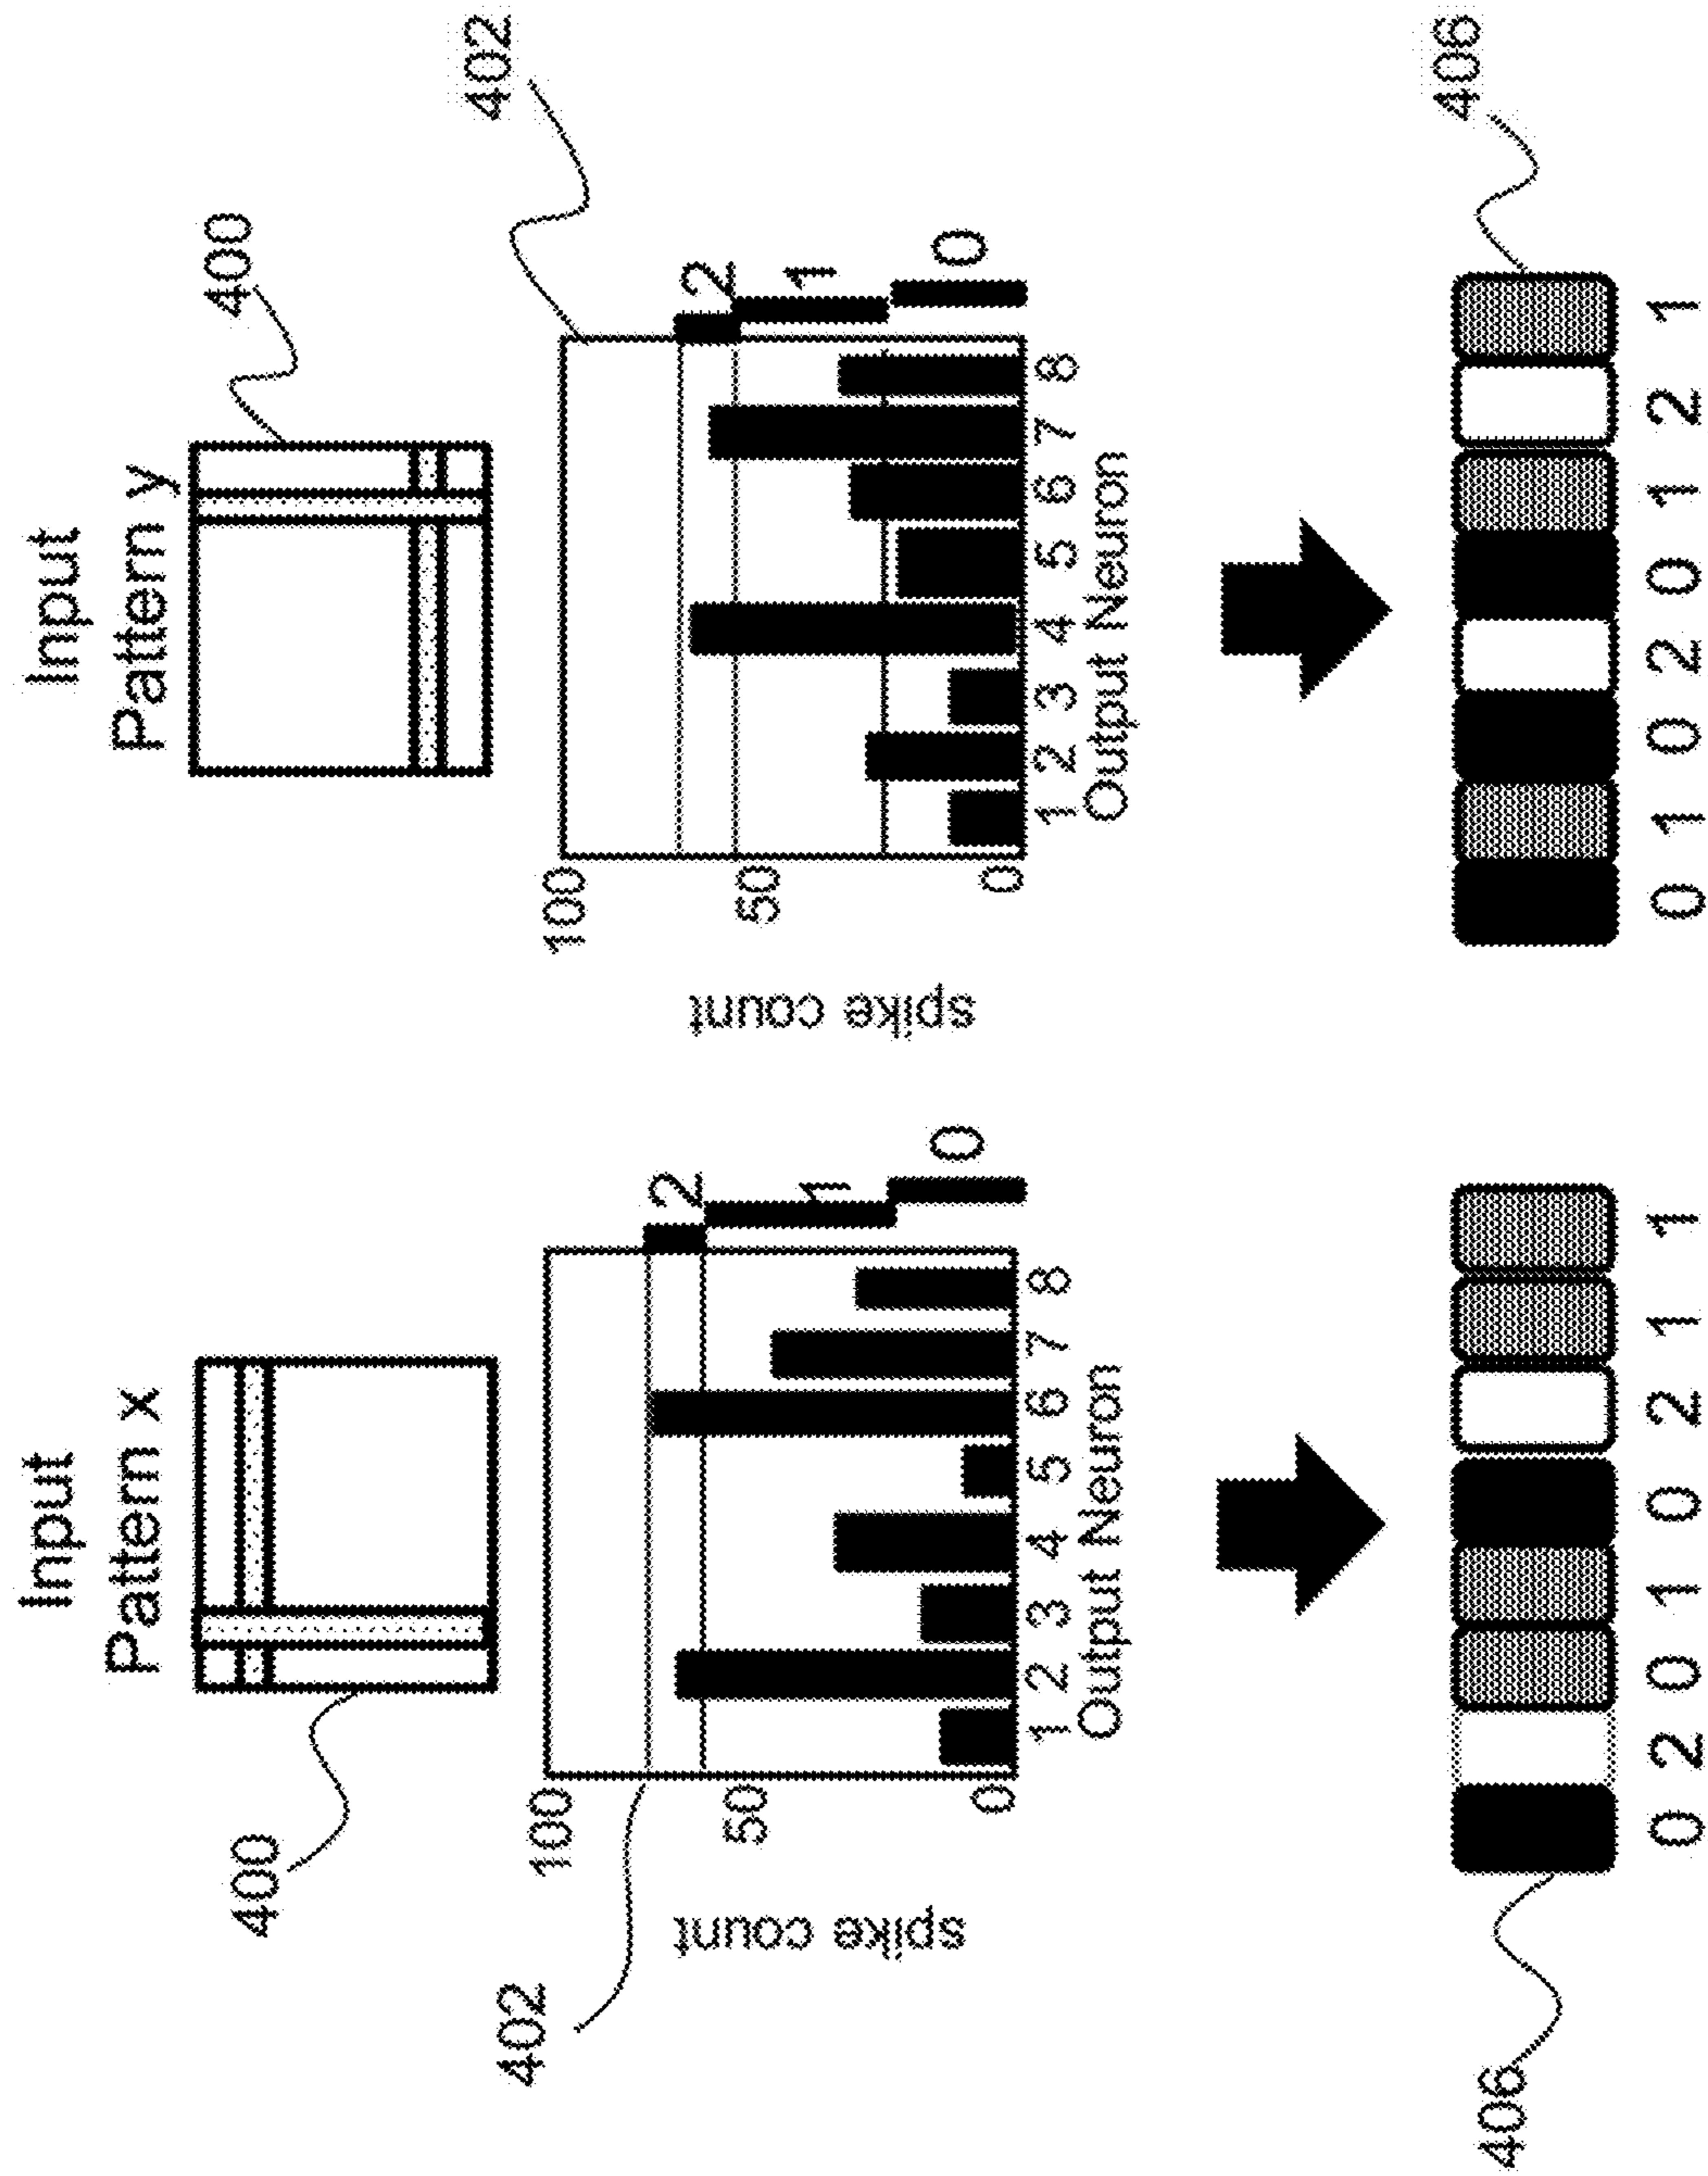 Input
Pattern x
400
402
spike count
100
50
0
2
1
0
1 2 3 4 5 6 7 8
Output Neuron
406
0 2 0 1 0 2 1 1
Input
Pattern y
400
402
spike count
100
50
0
2
1
0
1 2 3 4 5 6 7 8
Output Neuron
406
0 1 0 2 0 1 2 1